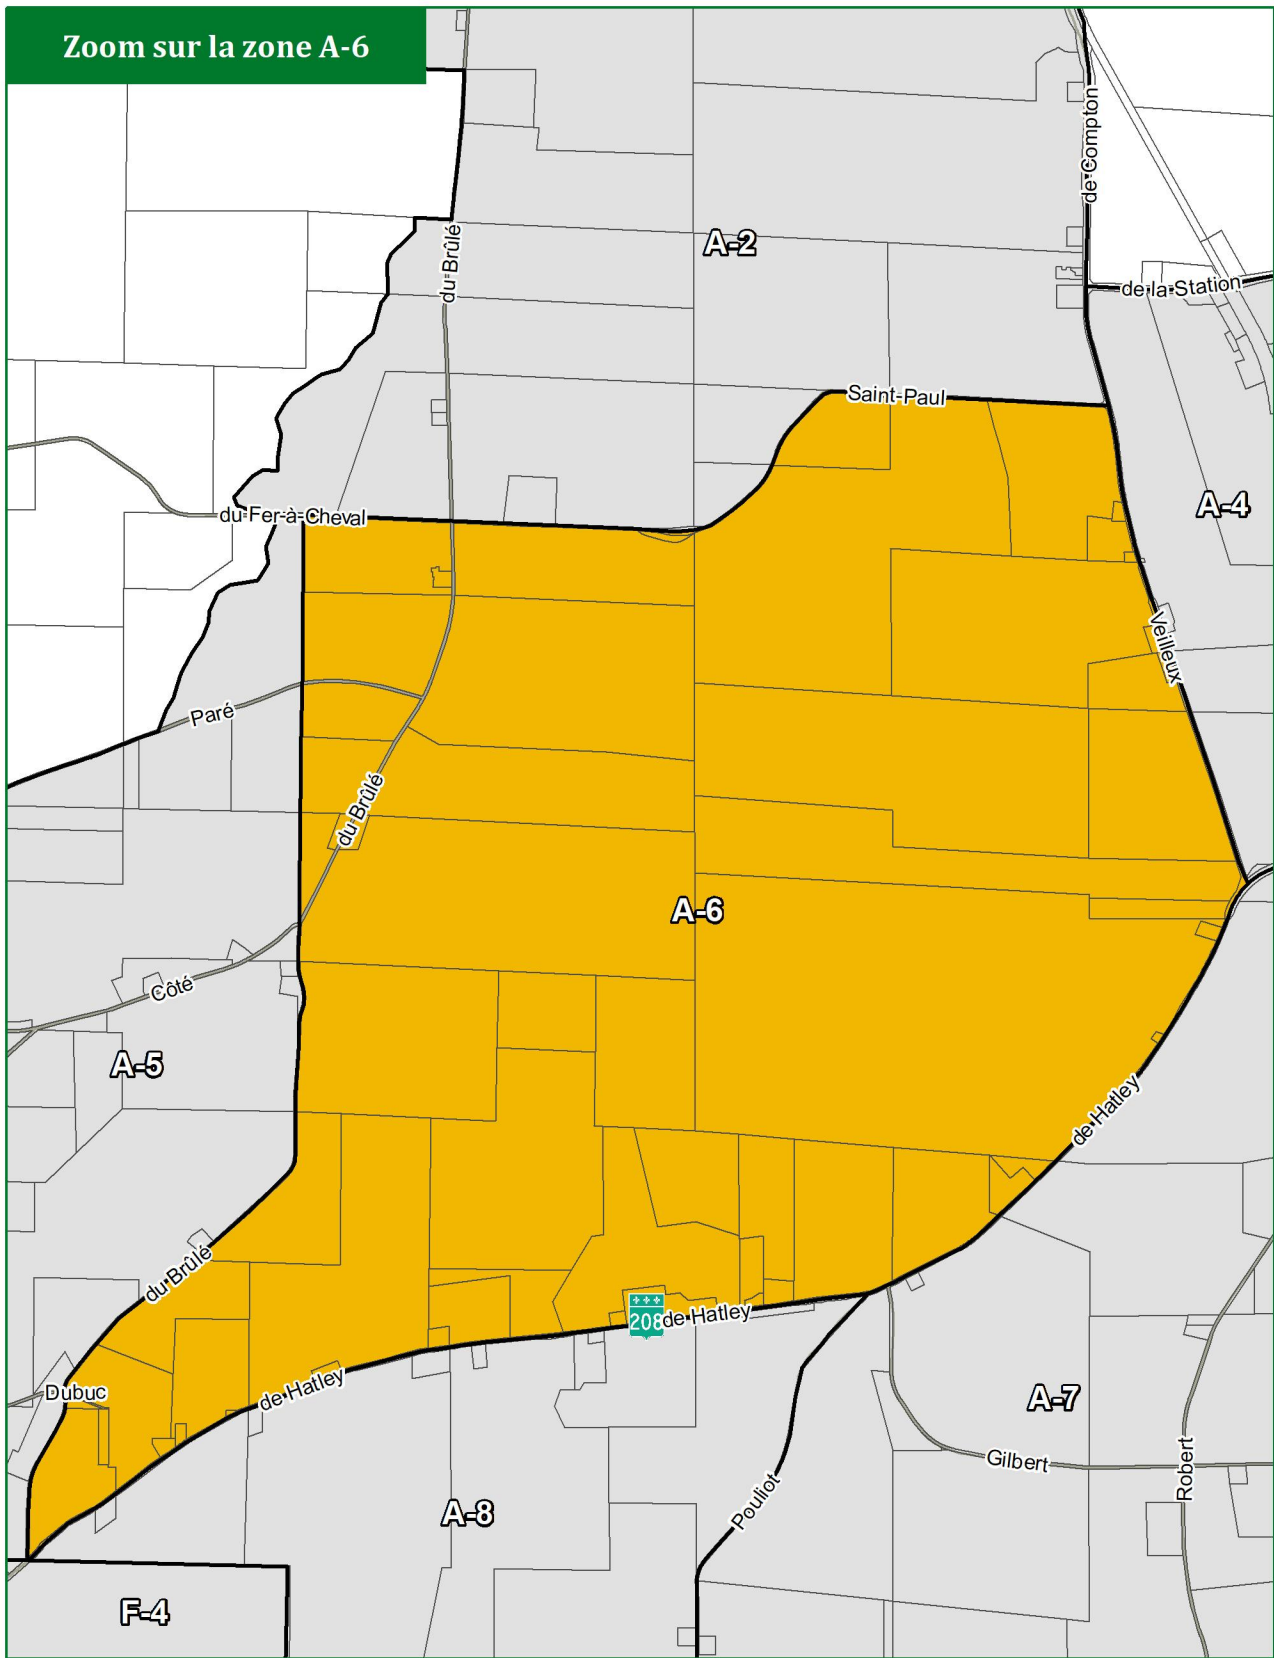 Zoom sur la zone A-6
de Compton
A-2
du Brûlé
de la Station
Saint-Paul
A-4
du Fer-à-Cheval
Veilleux
Paré
du Brûlé
A-6
Côté
A-5
de Hatley
du Brûlé
208
de Hatley
de Hatley
Dubuc
A-7
Gilbert
Robert
Pouliot
A-8
F-4